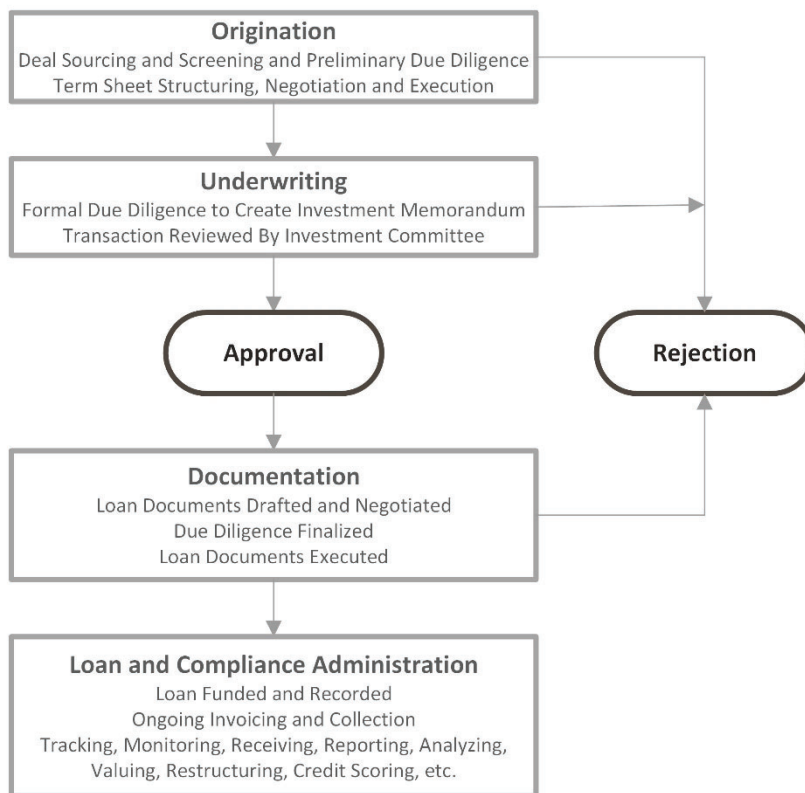 Origination
Deal Sourcing and Screening and Preliminary Due Diligence
Term Sheet Structuring, Negotiation and Execution
Underwriting
Formal Due Diligence to Create Investment Memorandum
Transaction Reviewed By Investment Committee
Approval
Rejection
Documentation
Loan Documents Drafted and Negotiated
Due Diligence Finalized
Loan Documents Executed
Loan and Compliance Administration
Loan Funded and Recorded
Ongoing Invoicing and Collection
Tracking, Monitoring, Receiving, Reporting, Analyzing,
Valuing, Restructuring, Credit Scoring, etc.